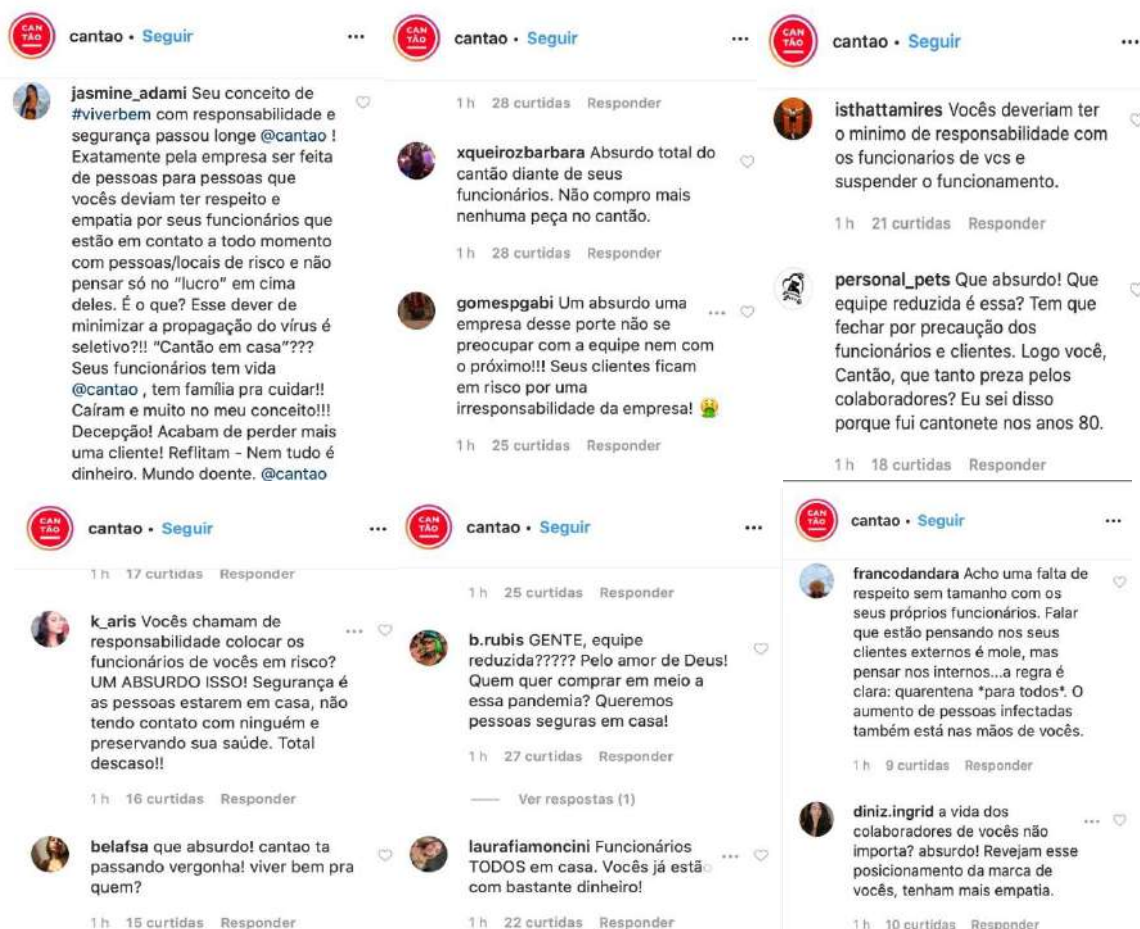 CAN
TÃO
cantao • Seguir
jasmine_adami Seu conceito de
#viverbem com responsabilidade e
segurança passou longe @cantao !
Exatamente pela empresa ser feita
de pessoas para pessoas que
vocês deviam ter respeito e
empatia por seus funcionários que
estão em contato a todo momento
com pessoas/locais de risco e não
pensar só no "lucro" em cima
deles. É o que? Esse dever de
minimizar a propagação do vírus é
seletivo?!! "Cantão em casa"???
Seus funcionários tem vida
@cantao , tem família pra cuidar!!
Caíram e muito no meu conceito!!!
Decepção! Acabam de perder mais
uma cliente! Reflitam - Nem tudo é
dinheiro. Mundo doente. @cantao
CAN
TÃO
cantao • Seguir
1 h 28 curtidas Responder
xqueirozbarbara Absurdo total do
cantão diante de seus
funcionários. Não compro mais
nenhuma peça no cantão.
1 h 28 curtidas Responder
gomespgabi Um absurdo uma
empresa desse porte não se
preocupar com a equipe nem com
o próximo!!! Seus clientes ficam
em risco por uma
irresponsabilidade da empresa! 🤮
1 h 25 curtidas Responder
CAN
TÃO
cantao • Seguir
isthattamires Vocês deveriam ter
o minimo de responsabilidade com
os funcionarios de vcs e
suspender o funcionamento.
1 h 21 curtidas Responder
personal_pets Que absurdo! Que
equipe reduzida é essa? Tem que
fechar por precaução dos
funcionários e clientes. Logo você,
Cantão, que tanto preza pelos
colaboradores? Eu sei disso
porque fui cantonete nos anos 80.
1 h 18 curtidas Responder
CAN
TÃO
cantao • Seguir
1 h 17 curtidas Responder
k_aris Vocês chamam de
responsabilidade colocar os
funcionários de vocês em risco?
UM ABSURDO ISSO! Segurança é
as pessoas estarem em casa, não
tendo contato com ninguém e
preservando sua saúde. Total
descaso!!
1 h 16 curtidas Responder
belafsa que absurdo! cantao ta
passando vergonha! viver bem pra
quem?
1 h 15 curtidas Responder
CAN
TÃO
cantao • Seguir
1 h 25 curtidas Responder
b.rubis GENTE, equipe
reduzida????? Pelo amor de Deus!
Quem quer comprar em meio a
essa pandemia? Queremos
pessoas seguras em casa!
1 h 27 curtidas Responder
Ver respostas (1)
laurafiamoncini Funcionários
TODOS em casa. Vocês já estão
com bastante dinheiro!
1 h 22 curtidas Responder
CAN
TÃO
cantao • Seguir
francodandara Acho uma falta de
respeito sem tamanho com os
seus próprios funcionários. Falar
que estão pensando nos seus
clientes externos é mole, mas
pensar nos internos...a regra é
clara: quarentena *para todos*. O
aumento de pessoas infectadas
também está nas mãos de vocês.
1 h 9 curtidas Responder
diniz.ingrid a vida dos
colaboradores de vocês não
importa? absurdo! Revejam esse
posicionamento da marca de
vocês, tenham mais empatia.
1 h 10 curtidas Responder